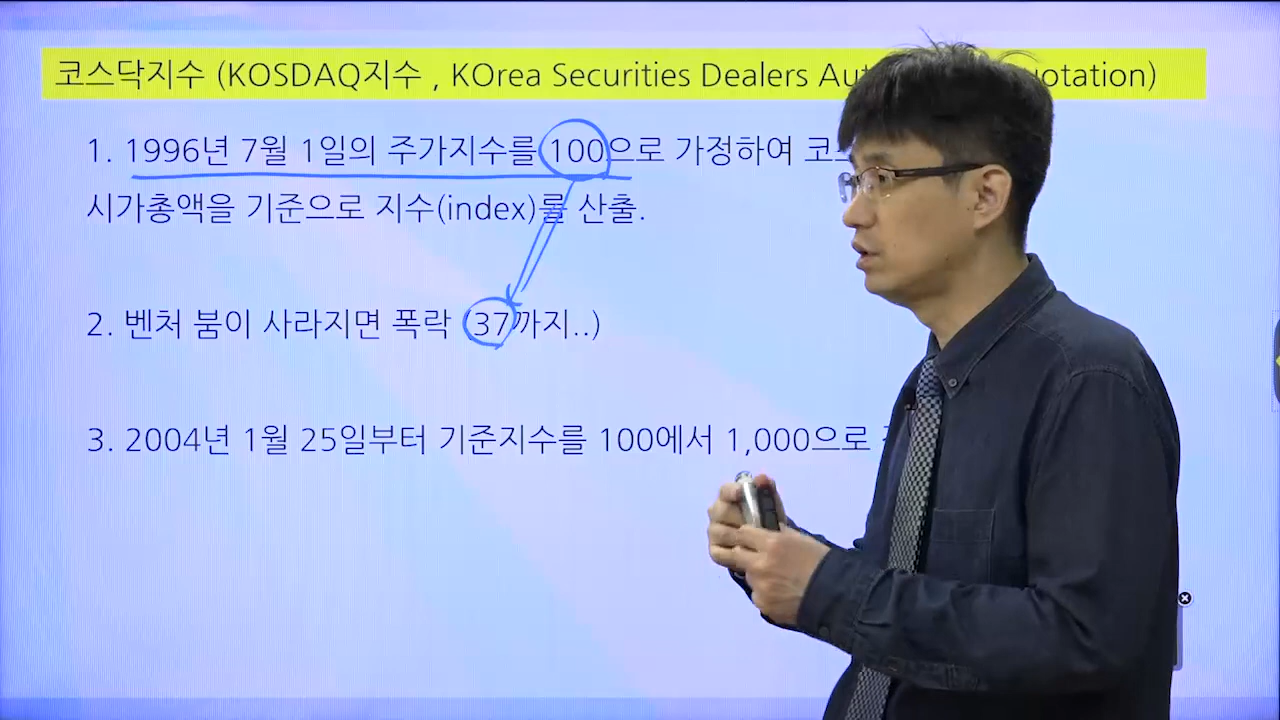 코스닥지수 (KOSDAQ지수 , KOrea Securities Dealers Aut uotation)
1. 1996년 7월 1일의 주가지수를 100으로 가정하여
시가총액을 기준으로 지수(index)를 산출.
2. 벤처 붐이 사라지면 폭락 (37까지..)
3. 2004년 1월 25일부터 기준지수를 100에서 1,000으로